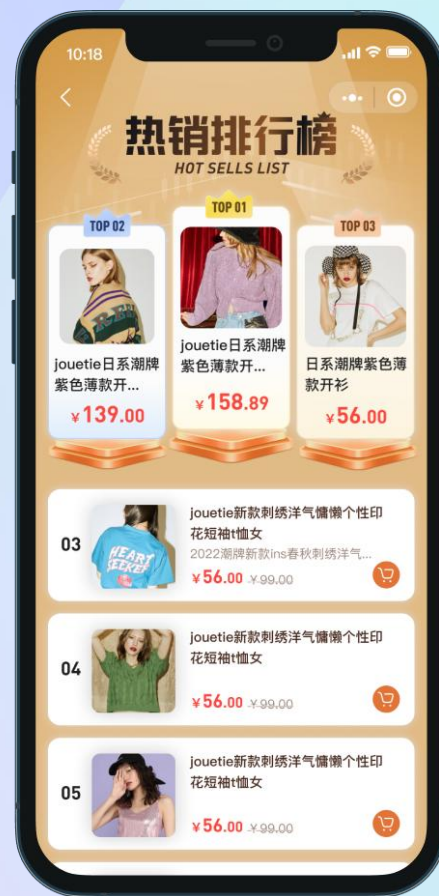 10:18
热销排行榜
HOT SELLS LIST
TOP 02
TOP 01
TOP 03
jouetie日系潮牌
紫色薄款开...
¥139.00
jouetie日系潮牌
紫色薄款开...
¥158.89
日系潮牌紫色薄
款开衫
¥56.00
03
HEART
SEEKER
jouetie新款刺绣洋气慵懒个性印
花短袖t恤女
2022潮牌新款ins春秋刺绣洋气...
¥56.00 ¥99.00
04
jouetie新款刺绣洋气慵懒个性印
花短袖t恤女
¥56.00 ¥99.00
05
jouetie新款刺绣洋气慵懒个性印
花短袖t恤女
¥56.00 ¥99.00